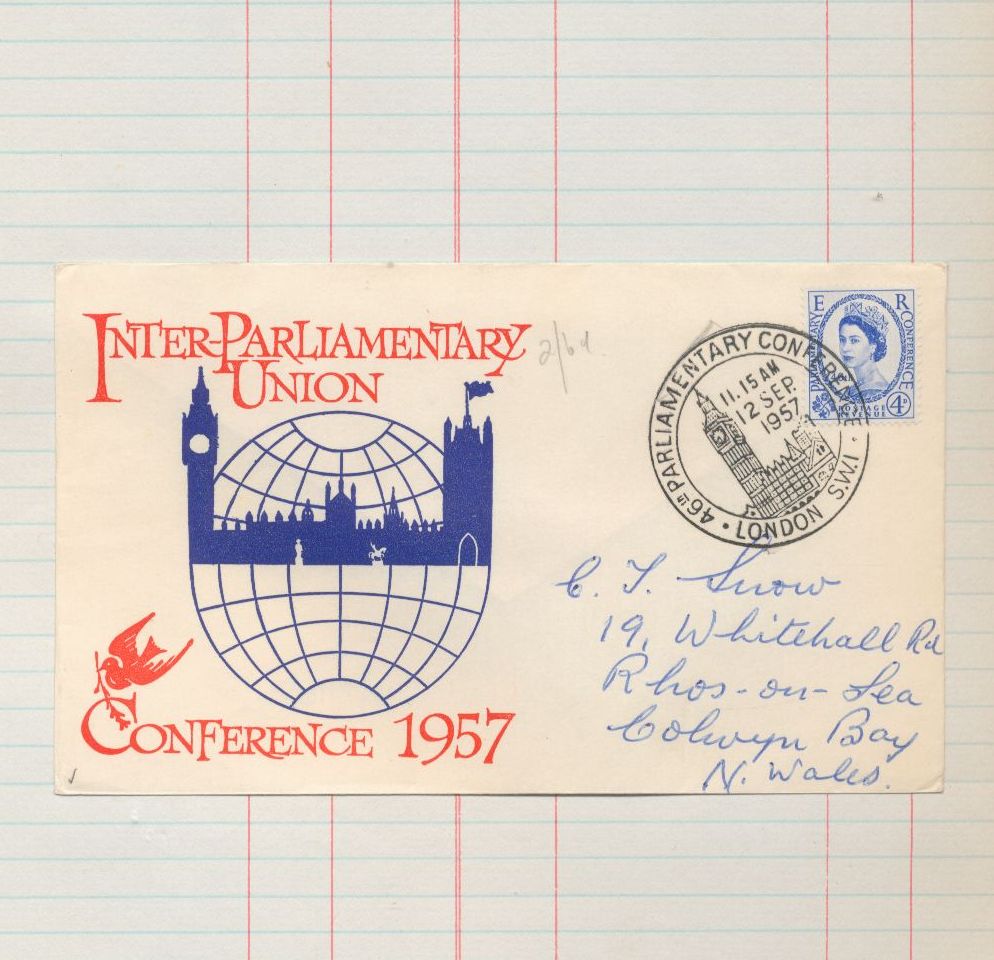 INTER-PARLIAMENTARY
UNION
CONFERENCE 1957
2/6d
46TH PARLIAMENTARY CONFERENCE · LONDON S.W.1 ·
11.15 AM
12 SEP.
1957
E R
46th PARLIAMENTARY CONFERENCE
POSTAGE
REVENUE
4D
C. T. Snow
19, Whitehall Rd
Rhos-on-Sea
Colwyn Bay
N. Wales.